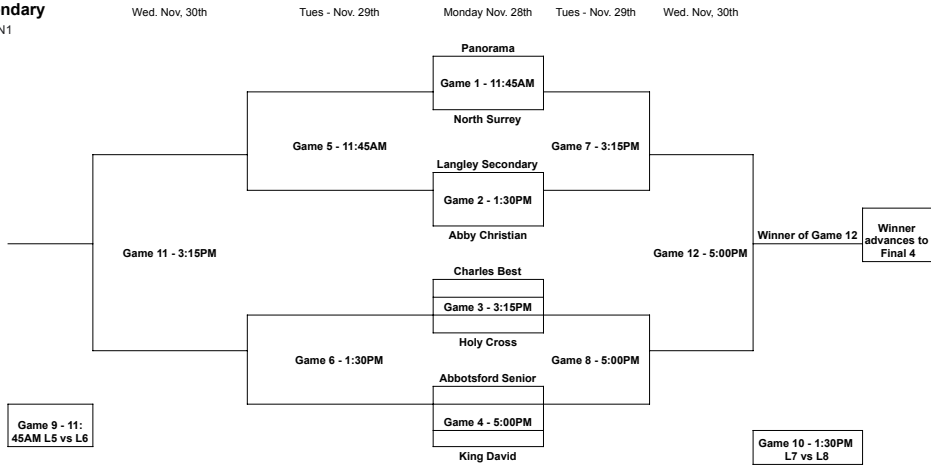 Wed. Nov, 30th
Tues - Nov. 29th
Monday Nov. 28th
Tues - Nov. 29th
Wed. Nov, 30th
Panorama
Game 1 - 11:45AM
North Surrey
Game 5 - 11:45AM
Game 7 - 3:15PM
Langley Secondary
Game 2 - 1:30PM
Abby Christian
Winner of Game 12
Winner
advances to
Final 4
Game 11 - 3:15PM
Game 12 - 5:00PM
Charles Best
Game 3 - 3:15PM
Holy Cross
Game 6 - 1:30PM
Game 8 - 5:00PM
Abbotsford Senior
Game 4 - 5:00PM
King David
Game 9 - 11:
45AM L5 vs L6
Game 10 - 1:30PM
L7 vs L8